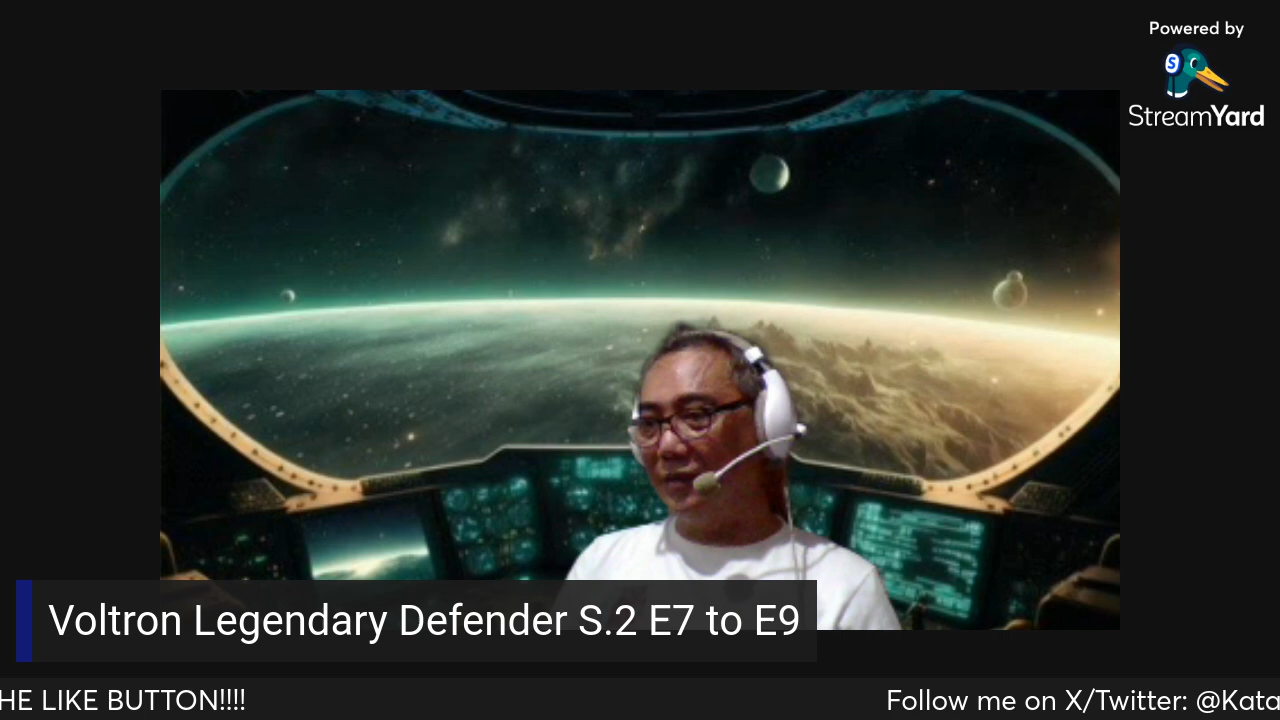 Powered by
S
StreamYard
Voltron Legendary Defender S.2 E7 to E9
HE LIKE BUTTON!!!! Follow me on X/Twitter: @Kata